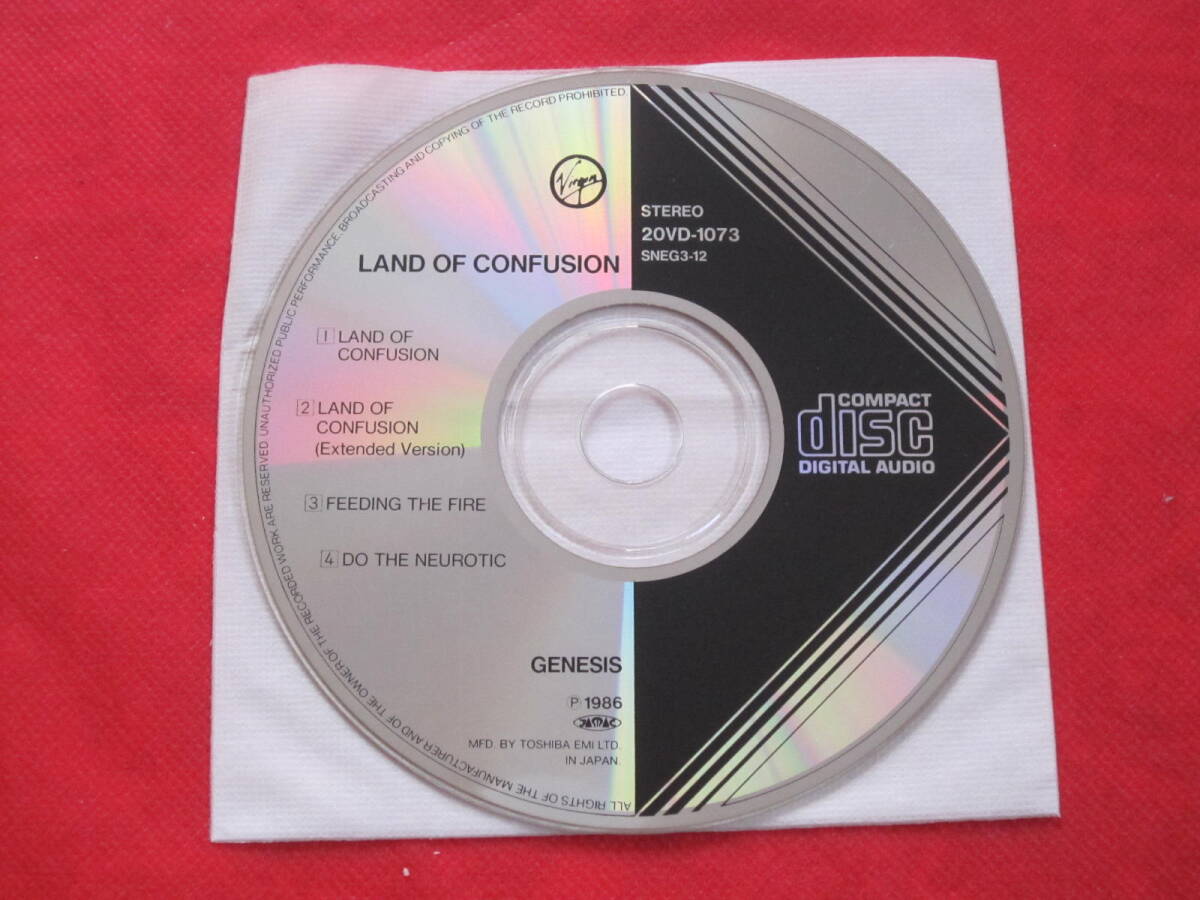 ALL RIGHTS OF THE MANUFACTURER AND OF THE OWNER OF THE RECORDED WORK ARE RESERVED. UNAUTHORIZED PUBLIC PERFORMANCE. BROADCASTING AND COPYING OF THE RECORD PROHIBITED.
Virgin
STEREO
20VD-1073
SNEG3-12
LAND OF CONFUSION
1 LAND OF
CONFUSION
2 LAND OF
CONFUSION
(Extended Version)
3 FEEDING THE FIRE
4 DO THE NEUROTIC
COMPACT
disc
DIGITAL AUDIO
GENESIS
℗ 1986
JASRAC
MFD. BY TOSHIBA EMI LTD.
IN JAPAN.